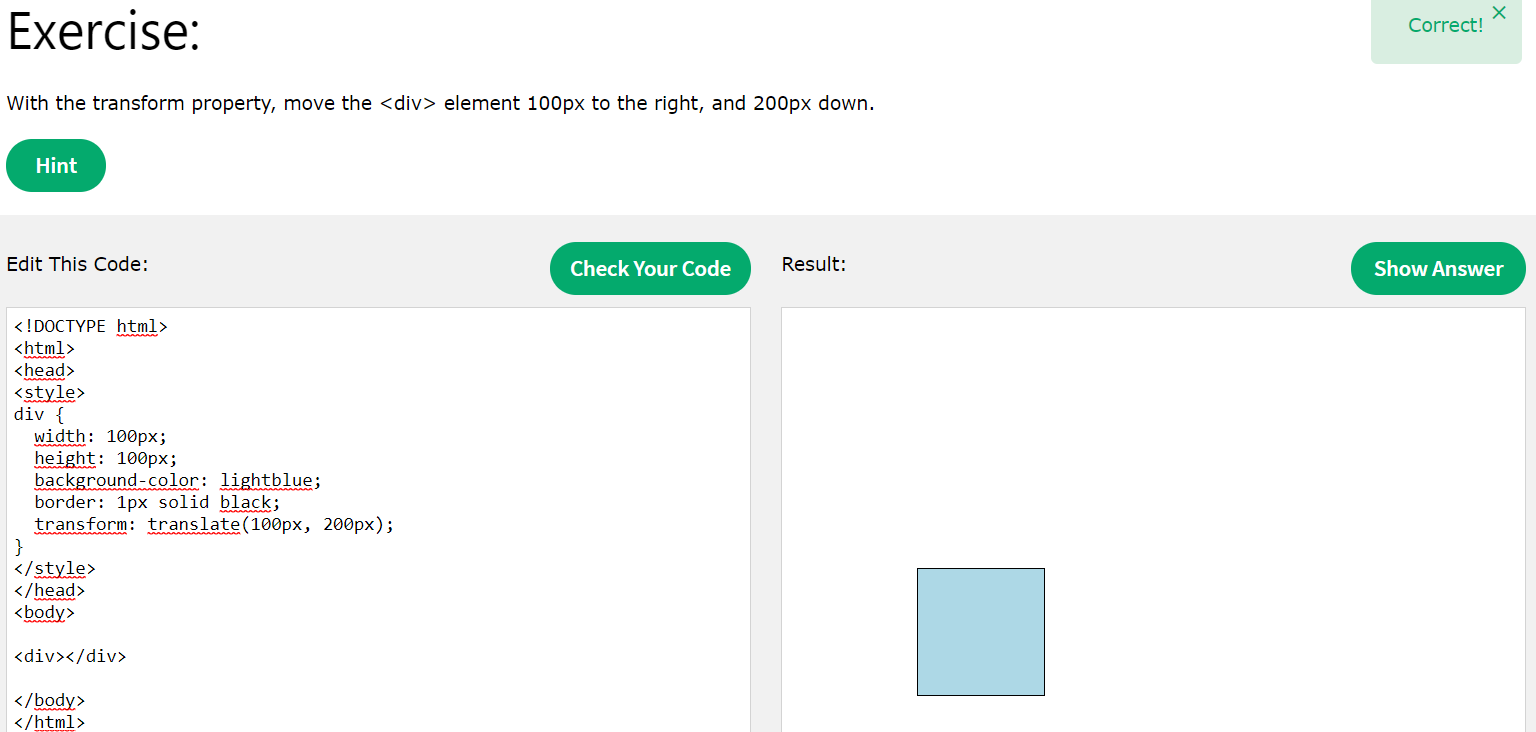 Exercise:
Correct!
×
With the transform property, move the <div> element 100px to the right, and 200px down.
Hint
Edit This Code:
Check Your Code
Result:
Show Answer
<!DOCTYPE html>
<html>
<head>
<style>
div {
  width: 100px;
  height: 100px;
  background-color: lightblue;
  border: 1px solid black;
  transform: translate(100px, 200px);
}
</style>
</head>
<body>
<div></div>
</body>
</html>